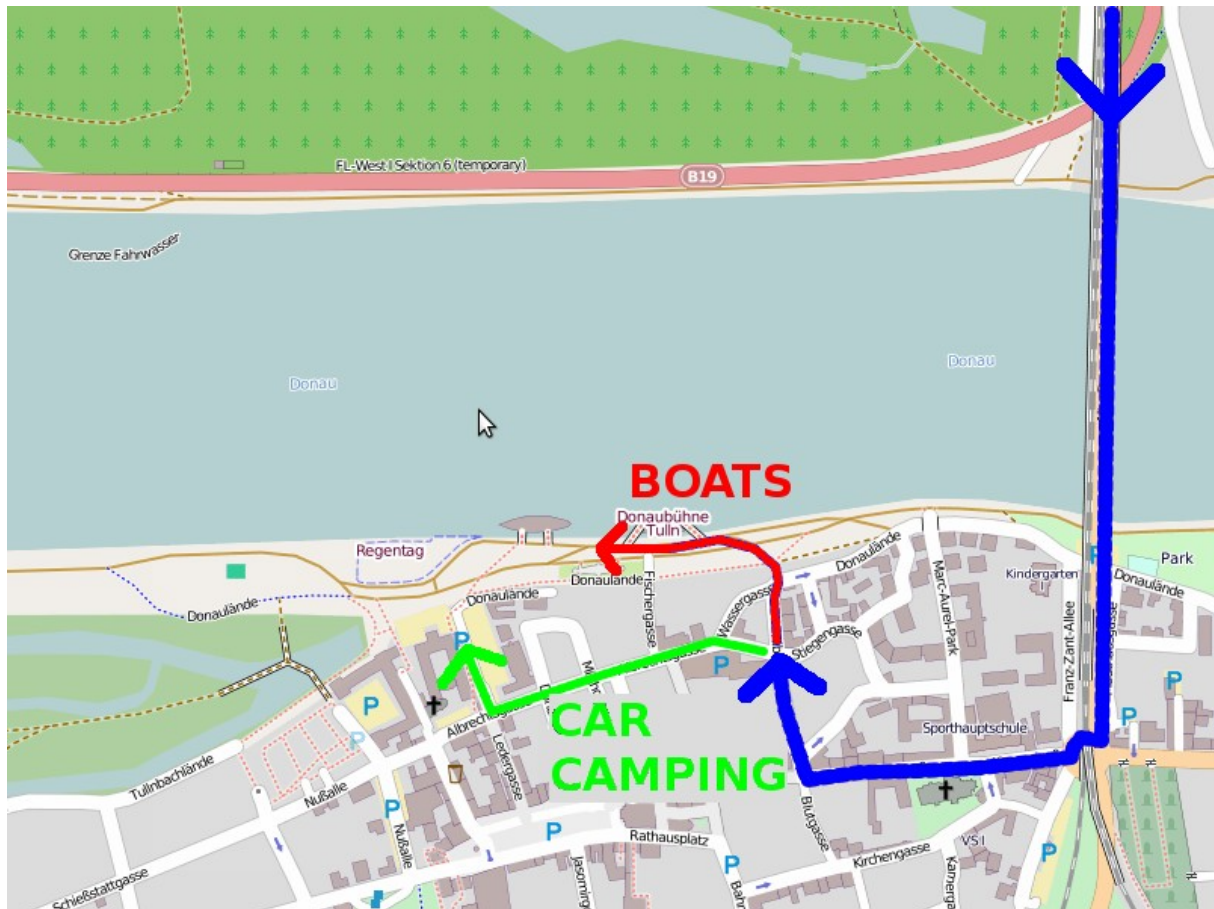 FL-West I Sektion 6 (temporary)
B19
Grenze Fahrwasser
Donau
Donau
BOATS
Donaubühne
Tulln
Regentag
Park
Donaulände
Donaulände
Kindergarten
Donaulände
Donaulände
Donaulände
Fischergasse
Wassergasse
Stiegengasse
Marc-Aurel-Park
Franz-Zant-Allee
P
P
P
P
P
P
P
Albrechtsgasse
CAR
CAMPING
Sporthauptschule
Ledergasse
Tullnbachlände
Nußallee
Nußallee
P
P
Rathausplatz
Blutgasse
VS I
P
P
Kirchengasse
Schießstattgasse